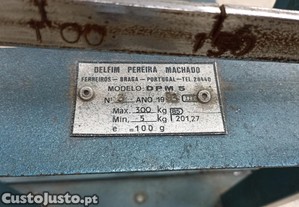 DELFIM PEREIRA MACHADO
FERREIROS - BRAGA - PORTUGAL - TEL. 20440
MODELO: DPM 5
Nº 3 ANO 19
Max. 300 kg
Min. 5 kg 201,27
e = 100 g
CustoJusto.pt